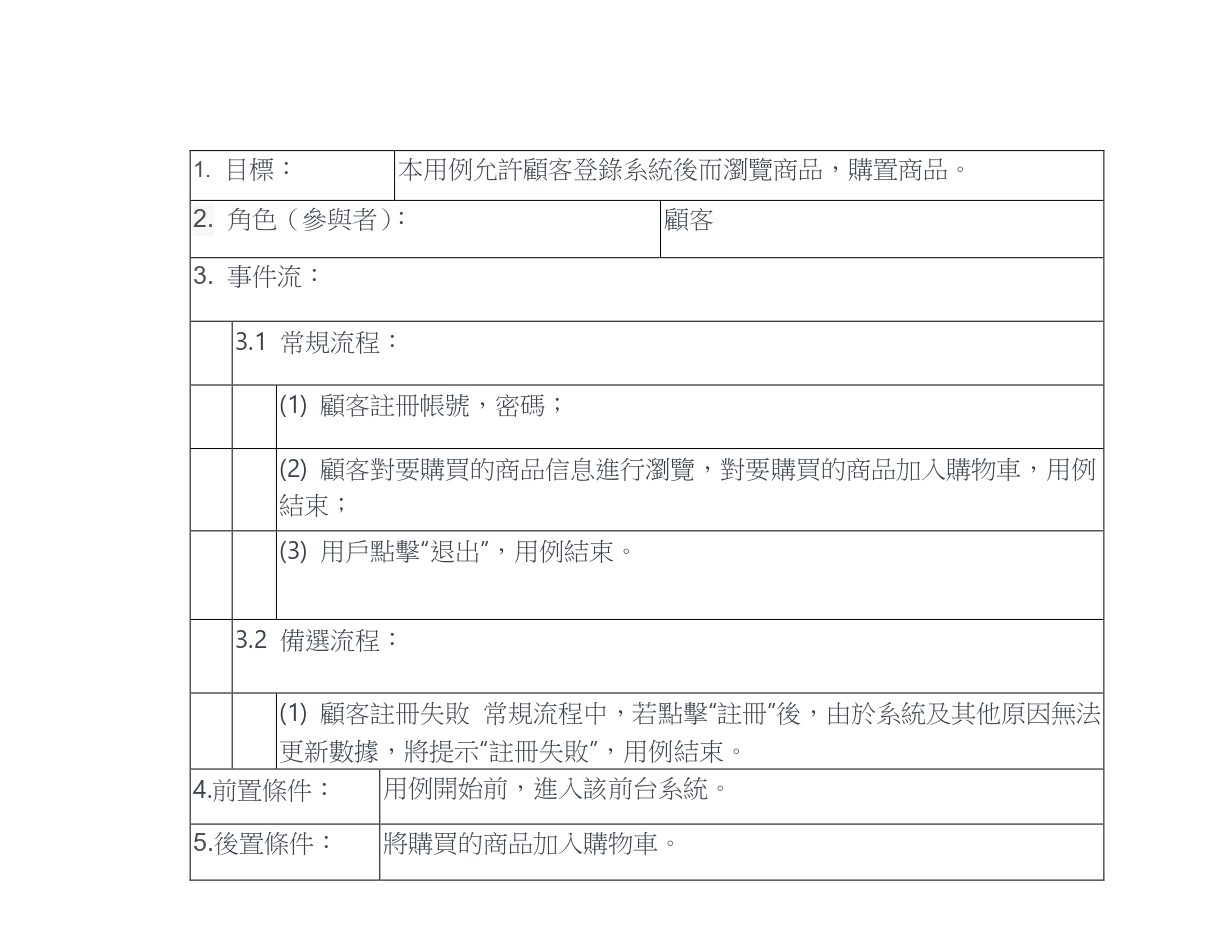 1. 目標：
本用例允許顧客登錄系統後而瀏覽商品，購置商品。
2. 角色（參與者）：
顧客
3. 事件流：
3.1 常規流程：
(1) 顧客註冊帳號，密碼；
(2) 顧客對要購買的商品信息進行瀏覽，對要購買的商品加入購物車，用例
結束；
(3) 用戶點擊“退出”，用例結束。
3.2 備選流程：
(1) 顧客註冊失敗 常規流程中，若點擊”註冊”後，由於系統及其他原因無法
更新數據，將提示“註冊失敗”，用例結束。
4.前置條件：
用例開始前，進入該前台系統。
5.後置條件：
將購買的商品加入購物車。